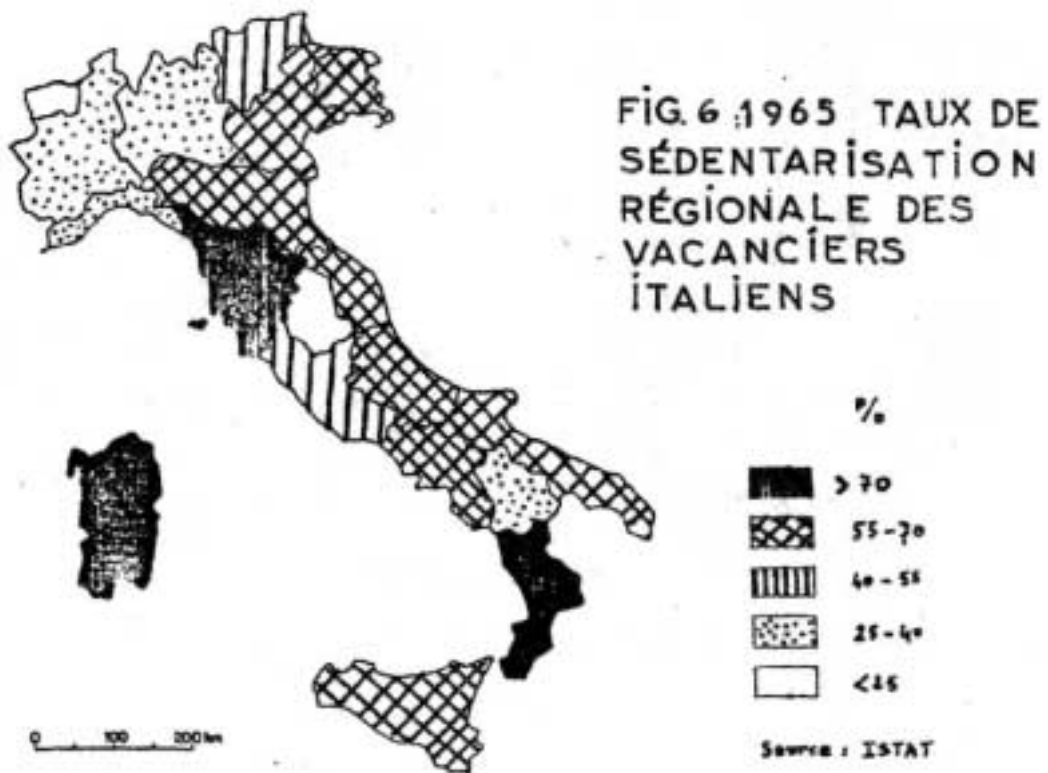 FIG. 6 : 1965 TAUX DE
SÉDENTARISATION
RÉGIONALE DES
VACANCIERS
ITALIENS
%
> 70
55-70
40-55
25-40
<25
0 100 200 km
Source : ISTAT